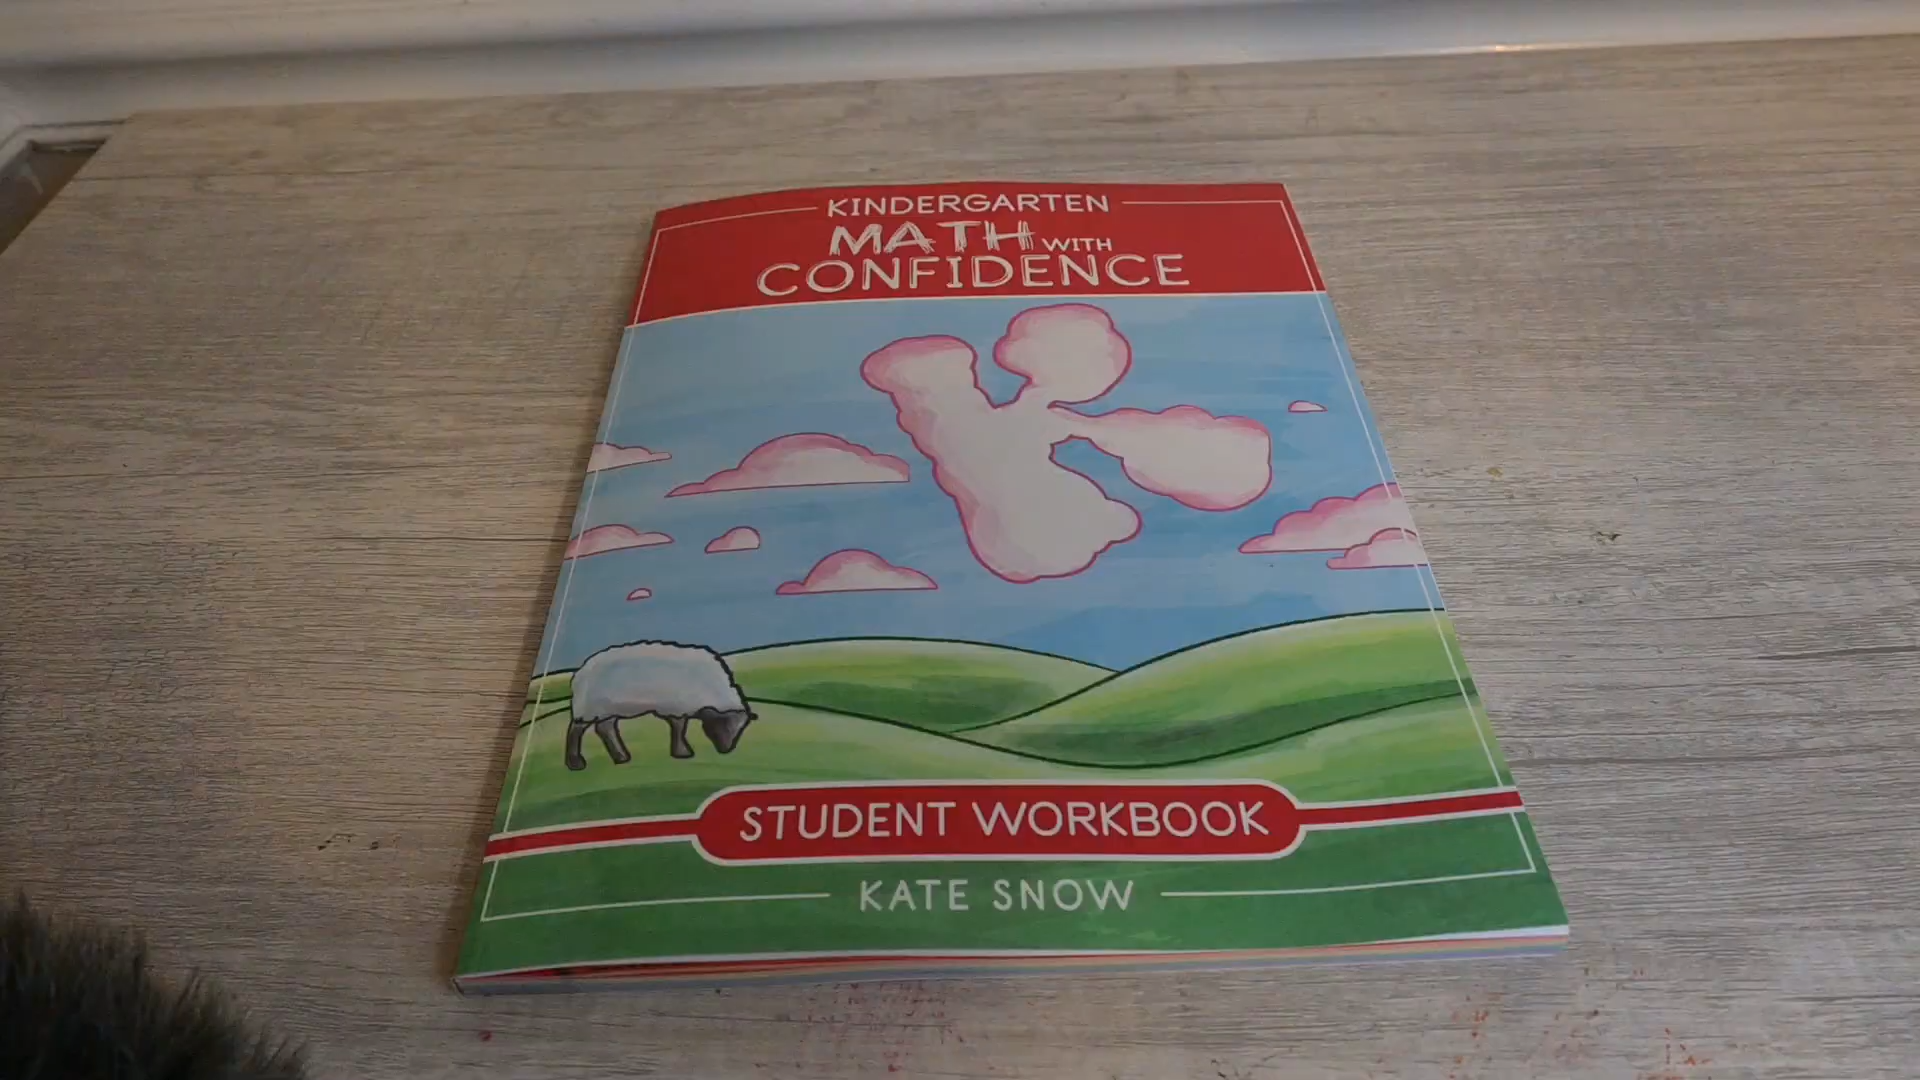 KINDERGARTEN
MATH WITH
CONFIDENCE
STUDENT WORKBOOK
KATE SNOW